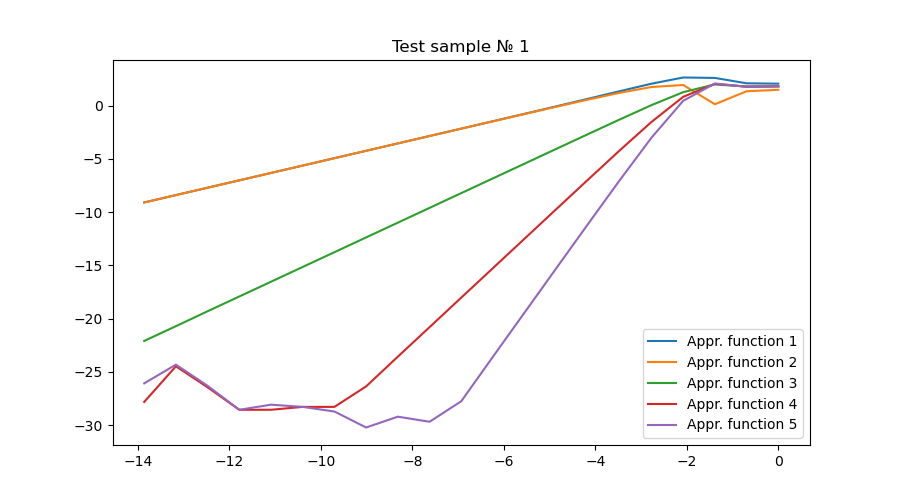 Test sample № 1
0
−5
−10
−15
−20
−25
−30
−14 −12 −10 −8 −6 −4 −2 0
Appr. function 1
Appr. function 2
Appr. function 3
Appr. function 4
Appr. function 5